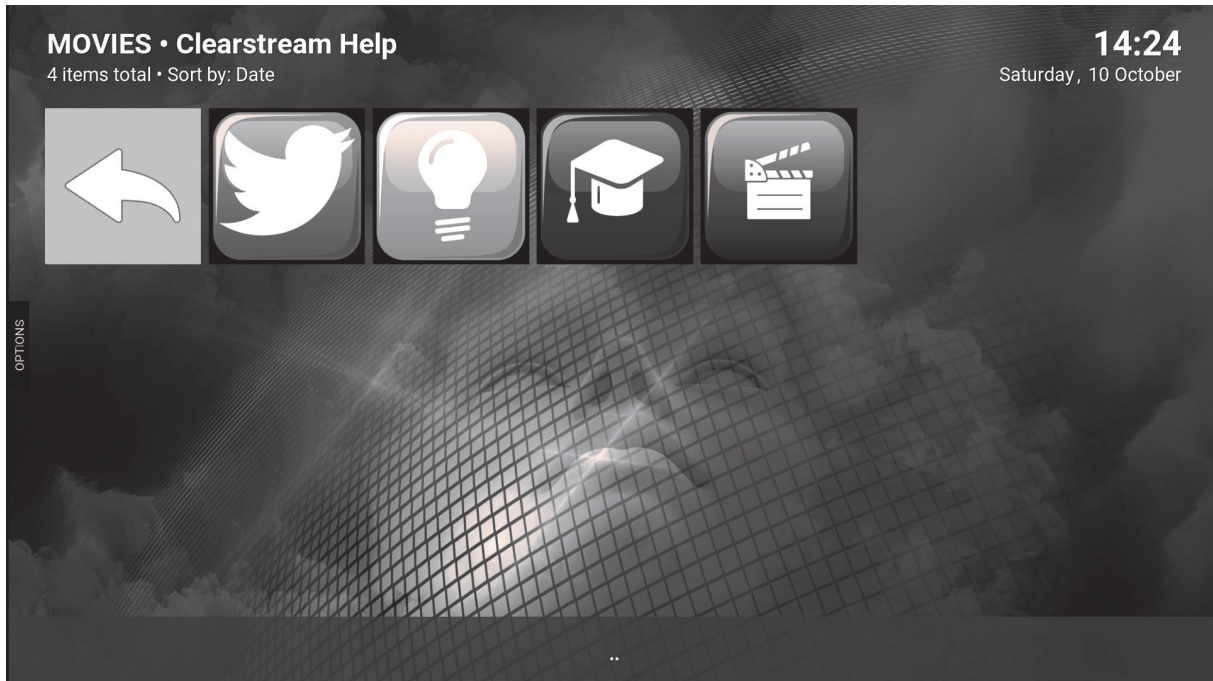 MOVIES • Clearstream Help
4 items total • Sort by: Date
14:24
Saturday, 10 October
OPTIONS
..